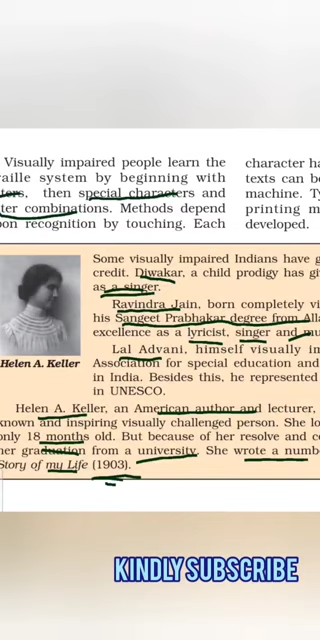 Visually impaired people learn the
aille system by beginning with
ters, then special characters and
ter combinations. Methods depend
on recognition by touching. Each
character ha
texts can be
machine. Ty
printing m
developed.
Some visually impaired Indians have g
credit. Diwakar, a child prodigy has gi
as a singer.
Ravindra Jain, born completely vi
his Sangeet Prabhakar degree from Alla
excellence as a lyricist, singer and mu
Lal Advani, himself visually im
Association for special education and
in India. Besides this, he represented
in UNESCO.
Helen A. Keller
Helen A. Keller, an American author and lecturer,
known and inspiring visually challenged person. She lo
only 18 months old. But because of her resolve and co
her graduation from a university. She wrote a numb
Story of my Life (1903).
KINDLY SUBSCRIBE